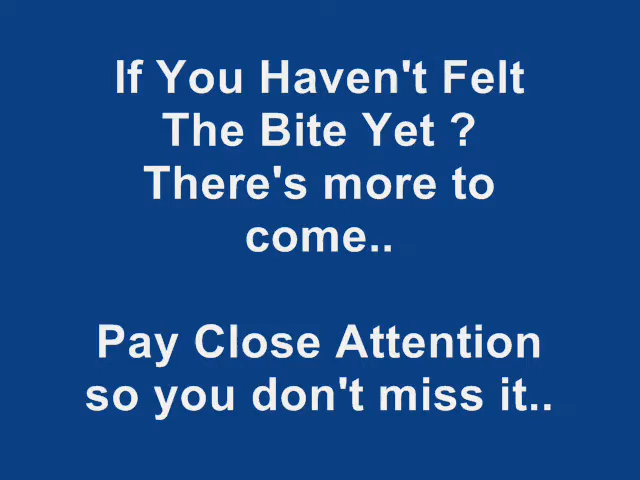 If You Haven't Felt
The Bite Yet ?
There's more to
come..
Pay Close Attention
so you don't miss it..